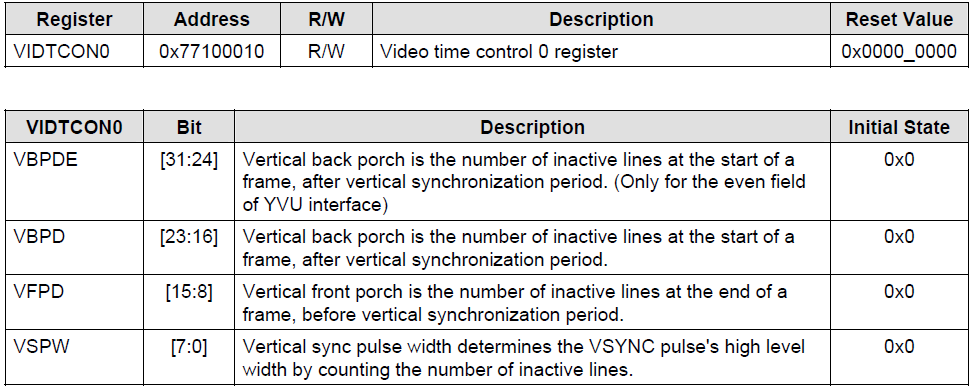 Register Address R/W Description Reset Value
VIDTCON0 0x77100010 R/W Video time control 0 register 0x0000_0000
VIDTCON0 Bit Description Initial State
VBPDE [31:24] Vertical back porch is the number of inactive lines at the start of a 0x0
frame, after vertical synchronization period. (Only for the even field
of YVU interface)
VBPD [23:16] Vertical back porch is the number of inactive lines at the start of a 0x0
frame, after vertical synchronization period.
VFPD [15:8] Vertical front porch is the number of inactive lines at the end of a 0x0
frame, before vertical synchronization period.
VSPW [7:0] Vertical sync pulse width determines the VSYNC pulse's high level 0x0
width by counting the number of inactive lines.